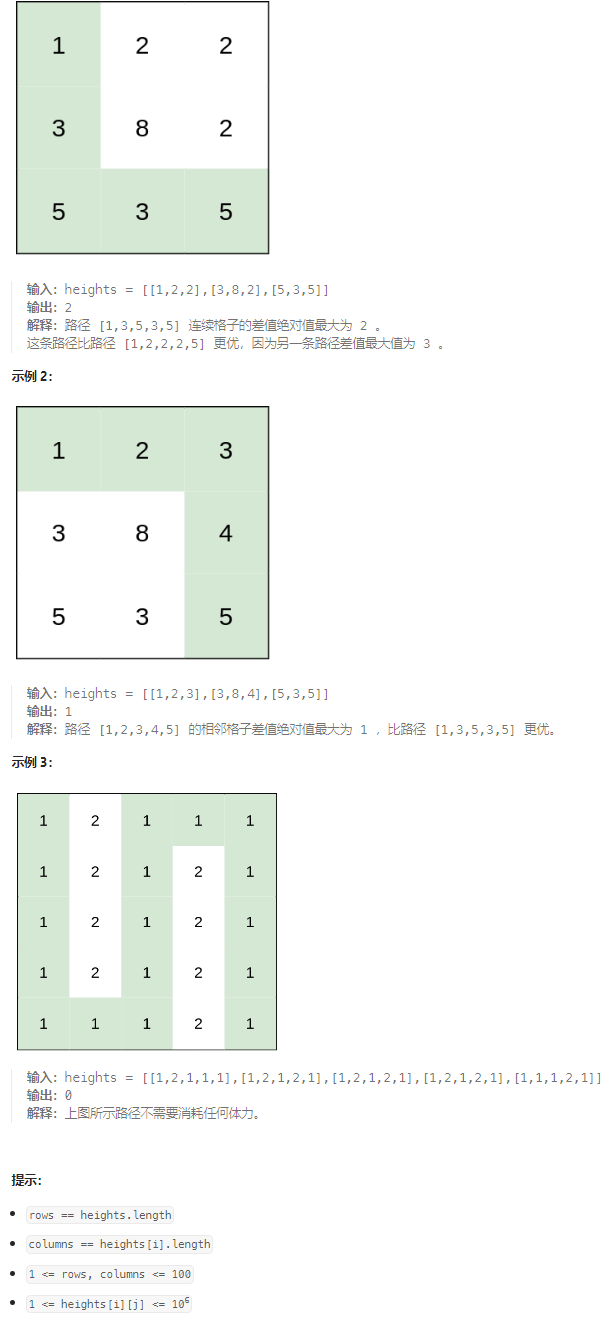 1 2 2
3 8 2
5 3 5
输入：heights = [[1,2,2],[3,8,2],[5,3,5]]
输出：2
解释：路径 [1,3,5,3,5] 连续格子的差值绝对值最大为 2 。
这条路径比路径 [1,2,2,2,5] 更优，因为另一条路径差值最大值为 3 。
示例 2：
1 2 3
3 8 4
5 3 5
输入：heights = [[1,2,3],[3,8,4],[5,3,5]]
输出：1
解释：路径 [1,2,3,4,5] 的相邻格子差值绝对值最大为 1 ，比路径 [1,3,5,3,5] 更优。
示例 3：
1 2 1 1 1
1 2 1 2 1
1 2 1 2 1
1 2 1 2 1
1 1 1 2 1
输入：heights = [[1,2,1,1,1],[1,2,1,2,1],[1,2,1,2,1],[1,2,1,2,1],[1,1,1,2,1]]
输出：0
解释：上图所示路径不需要消耗任何体力。
提示：
rows == heights.length
columns == heights[i].length
1 <= rows, columns <= 100
1 <= heights[i][j] <= 10⁶